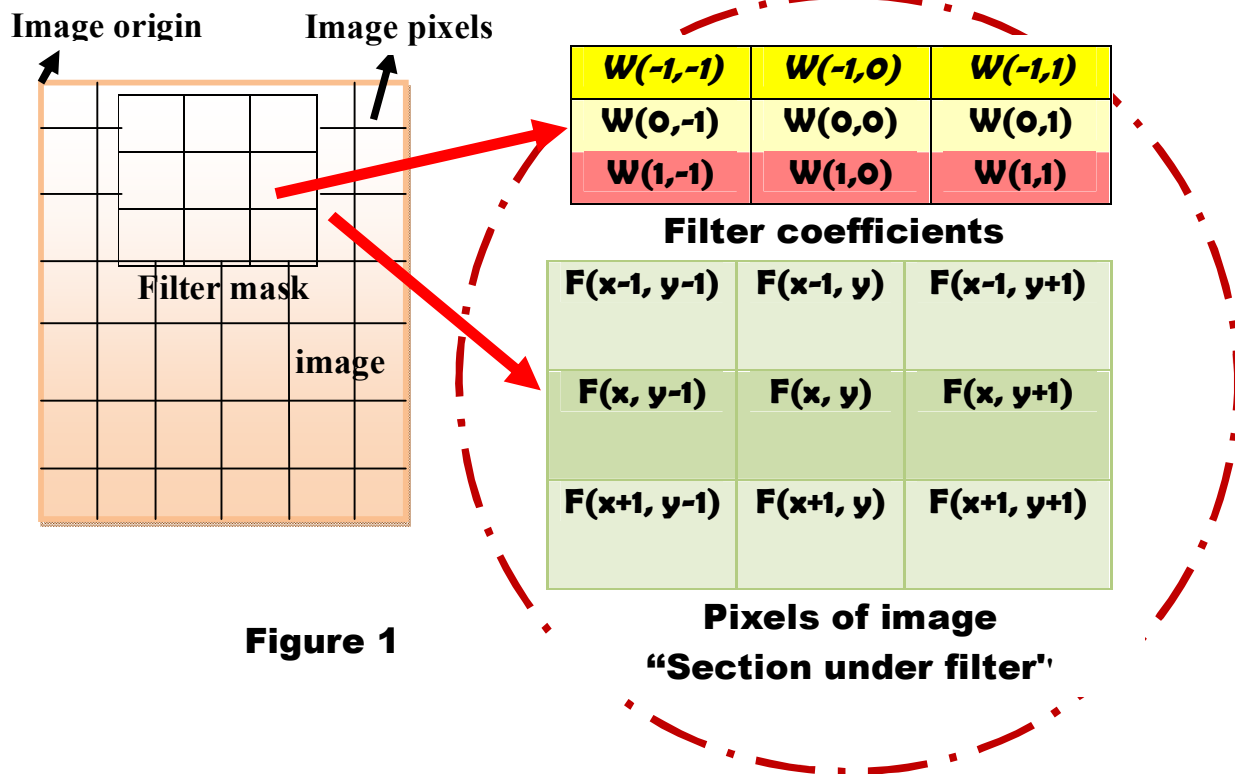 Image origin
Image pixels
W(-1,-1) W(-1,0) W(-1,1)
W(0,-1) W(0,0) W(0,1)
W(1,-1) W(1,0) W(1,1)
Filter coefficients
Filter mask
image
F(x-1, y-1) F(x-1, y) F(x-1, y+1)
F(x, y-1) F(x, y) F(x, y+1)
F(x+1, y-1) F(x+1, y) F(x+1, y+1)
Pixels of image
“Section under filter''
Figure 1